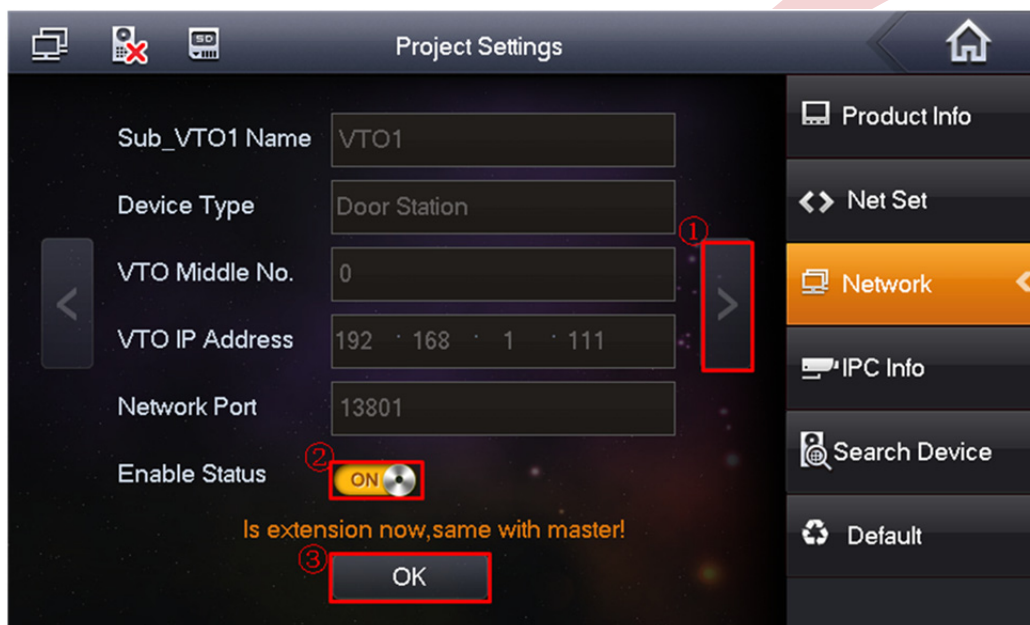 SD
Project Settings
Sub_VTO1 Name
VTO1
Device Type
Door Station
①
VTO Middle No.
0
VTO IP Address
192 · 168 · 1 · 111
Network Port
13801
②
Enable Status
ON
Is extension now,same with master!
③
OK
Product Info
Net Set
Network
IPC Info
Search Device
Default